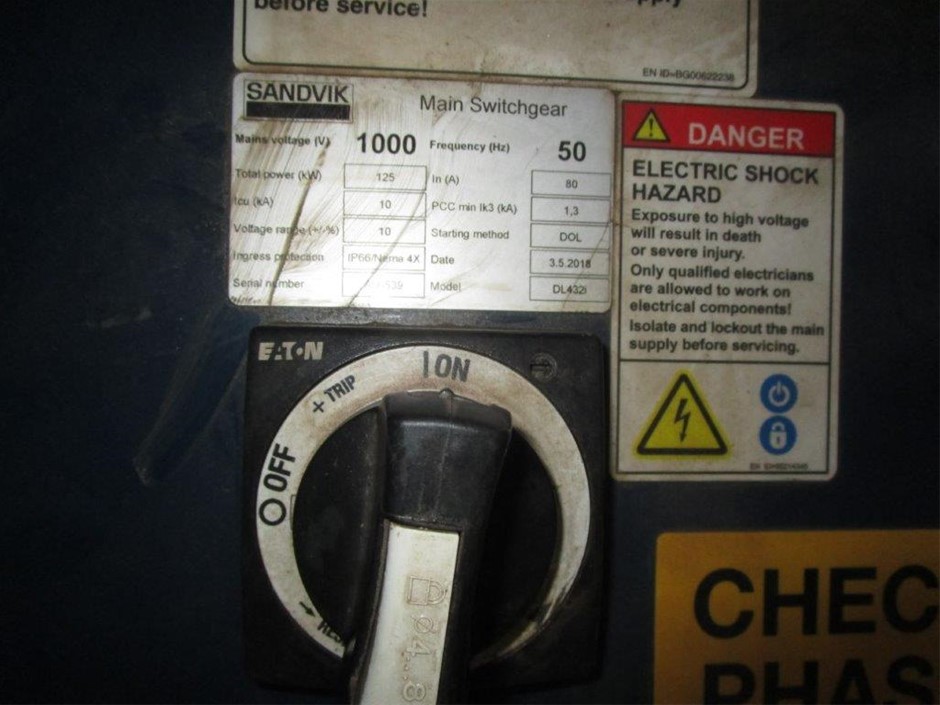 before service!
EN ID=BG00622238
SANDVIK
Main Switchgear
Mains voltage (V) 1000 Frequency (Hz) 50
Total power (kW) 125 In (A) 80
Icu (kA) 10 PCC min Ik3 (kA) 1,3
Voltage range (+/-%) 10 Starting method DOL
Ingress protection IP66/Nema 4X Date 3.5.2018
Serial number Model DL432i
DANGER
ELECTRIC SHOCK
HAZARD
Exposure to high voltage
will result in death
or severe injury.
Only qualified electricians
are allowed to work on
electrical components!
Isolate and lockout the main
supply before servicing.
EATON
+ TRIP
I ON
O OFF
ø4...8
CHEC
PHAS